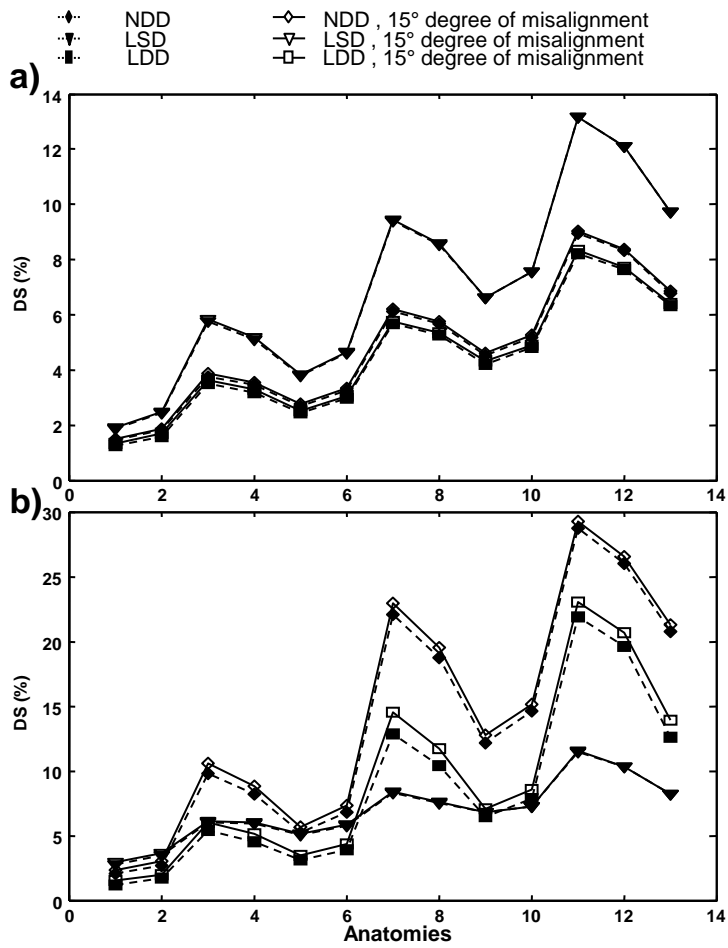 NDD NDD , 15° degree of misalignment
LSD LSD , 15° degree of misalignment
LDD LDD , 15° degree of misalignment
a)
14
12
10
8
6
4
2
0
DS (%)
0 2 4 6 8 10 12 14
b)
30
25
20
15
10
5
0
DS (%)
0 2 4 6 8 10 12 14
Anatomies